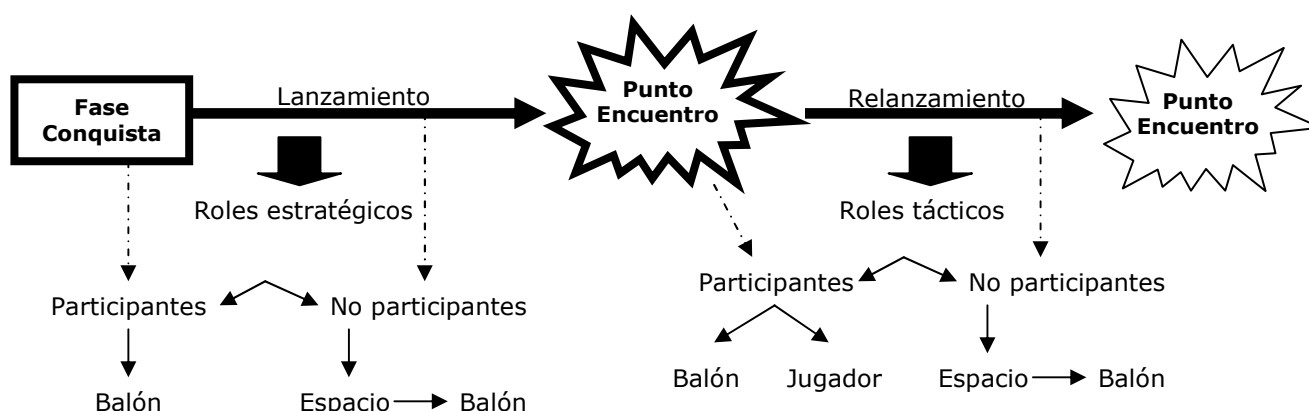 Fase
Conquista
Lanzamiento
Punto
Encuentro
Relanzamiento
Punto
Encuentro
Roles estratégicos
Roles tácticos
Participantes
No participantes
Participantes
No participantes
Balón
Espacio
Balón
Balón
Jugador
Espacio
Balón